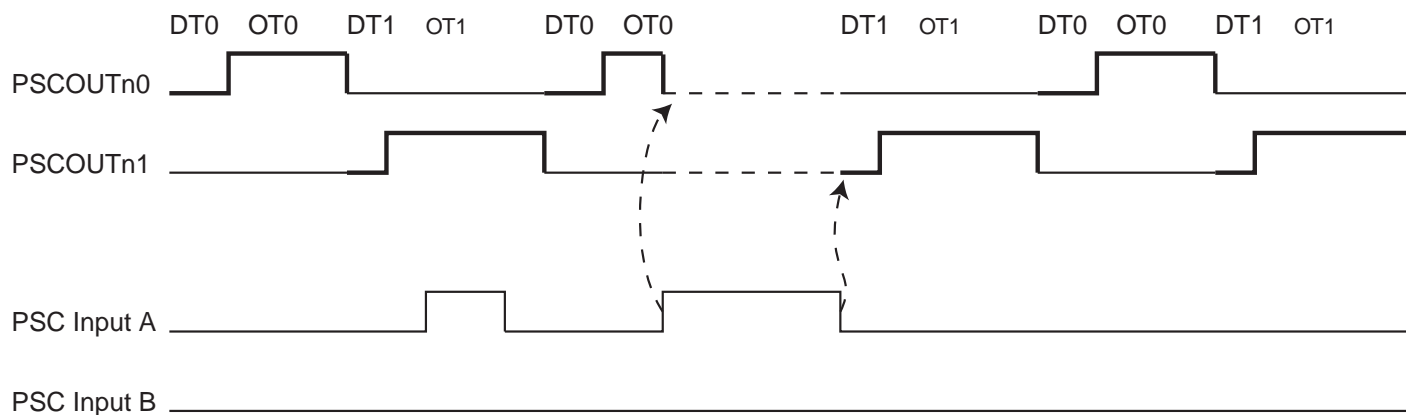 DT0 OT0 DT1 OT1 DT0 OT0 DT1 OT1 DT0 OT0 DT1 OT1
PSCOUTn0
PSCOUTn1
PSC Input A
PSC Input B